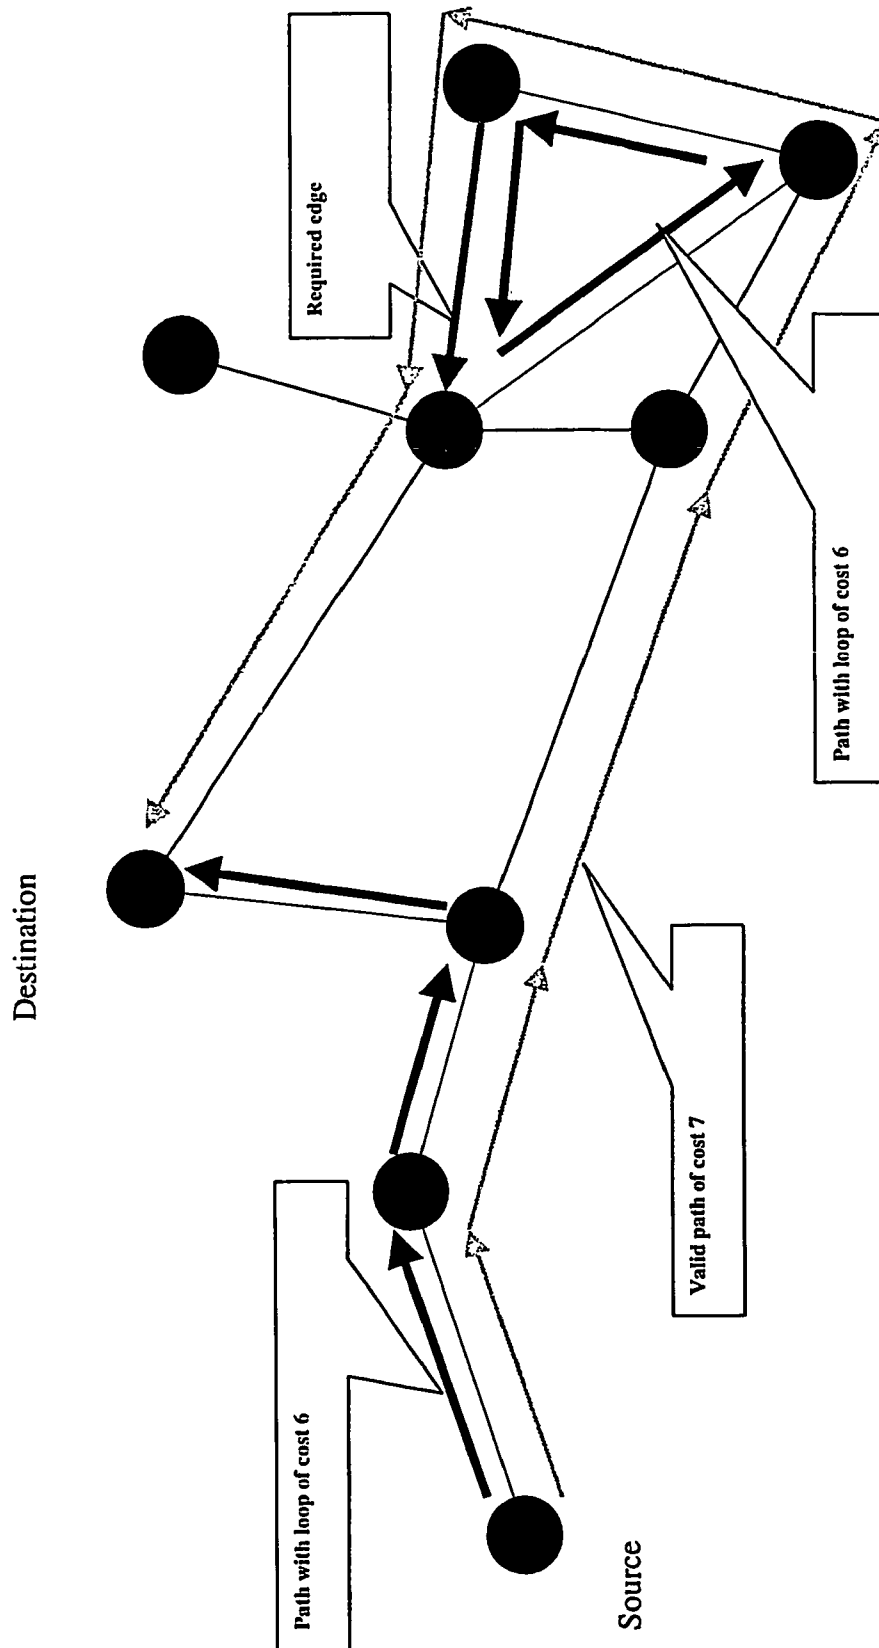 Destination
Required edge
Path with loop of cost 6
Valid path of cost 7
Path with loop of cost 6
Source